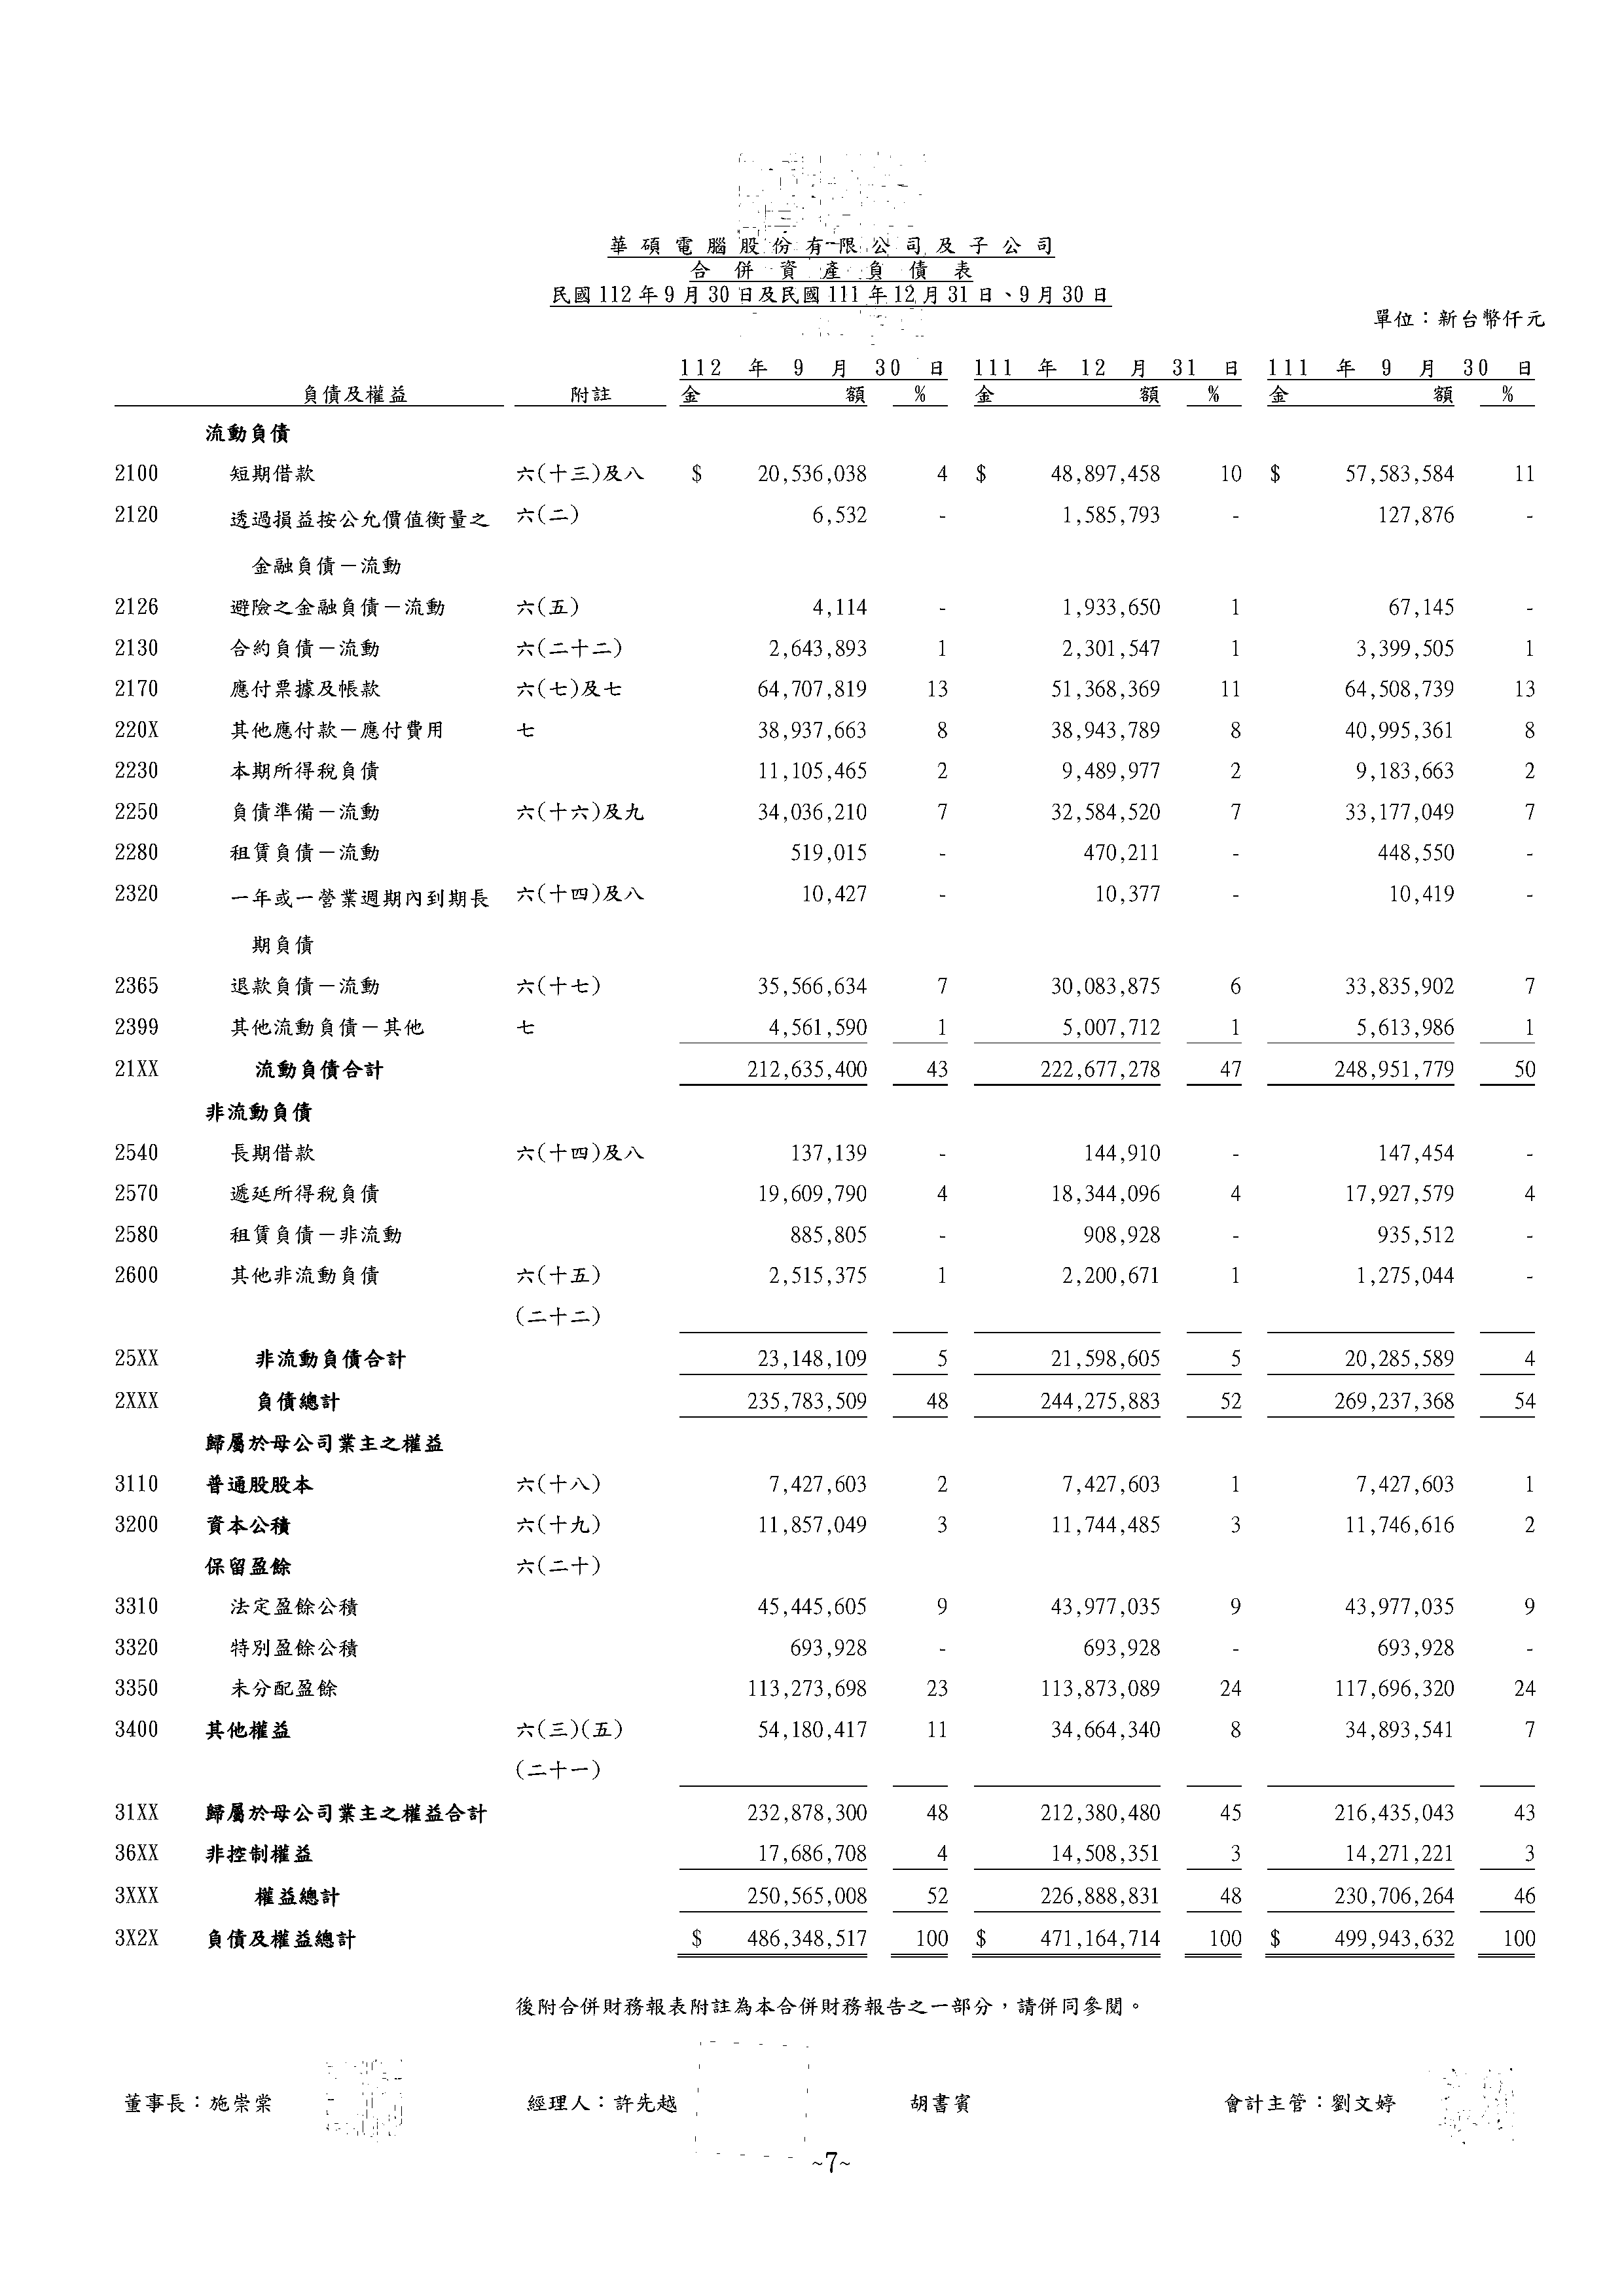 華碩電腦股份有限公司及子公司
合併資產負債表
民國112年9月30日及民國111年12月31日、9月30日
單位：新台幣仟元
112 年 9 月 30 日 111 年 12 月 31 日 111 年 9 月 30 日
負債及權益 附註 金 額 % 金 額 % 金 額 %
流動負債
2100 短期借款 六(十三)及八 $ 20,536,038 4 $ 48,897,458 10 $ 57,583,584 11
2120 透過損益按公允價值衡量之 六(二) 6,532 - 1,585,793 - 127,876 -
金融負債－流動
2126 避險之金融負債－流動 六(五) 4,114 - 1,933,650 1 67,145 -
2130 合約負債－流動 六(二十二) 2,643,893 1 2,301,547 1 3,399,505 1
2170 應付票據及帳款 六(七)及七 64,707,819 13 51,368,369 11 64,508,739 13
220X 其他應付款－應付費用 七 38,937,663 8 38,943,789 8 40,995,361 8
2230 本期所得稅負債 11,105,465 2 9,489,977 2 9,183,663 2
2250 負債準備－流動 六(十六)及九 34,036,210 7 32,584,520 7 33,177,049 7
2280 租賃負債－流動 519,015 - 470,211 - 448,550 -
2320 一年或一營業週期內到期長 六(十四)及八 10,427 - 10,377 - 10,419 -
期負債
2365 退款負債－流動 六(十七) 35,566,634 7 30,083,875 6 33,835,902 7
2399 其他流動負債－其他 七 4,561,590 1 5,007,712 1 5,613,986 1
21XX 流動負債合計 212,635,400 43 222,677,278 47 248,951,779 50
非流動負債
2540 長期借款 六(十四)及八 137,139 - 144,910 - 147,454 -
2570 遞延所得稅負債 19,609,790 4 18,344,096 4 17,927,579 4
2580 租賃負債－非流動 885,805 - 908,928 - 935,512 -
2600 其他非流動負債 六(十五) 2,515,375 1 2,200,671 1 1,275,044 -
(二十二)
25XX 非流動負債合計 23,148,109 5 21,598,605 5 20,285,589 4
2XXX 負債總計 235,783,509 48 244,275,883 52 269,237,368 54
歸屬於母公司業主之權益
3110 普通股股本 六(十八) 7,427,603 2 7,427,603 1 7,427,603 1
3200 資本公積 六(十九) 11,857,049 3 11,744,485 3 11,746,616 2
保留盈餘 六(二十)
3310 法定盈餘公積 45,445,605 9 43,977,035 9 43,977,035 9
3320 特別盈餘公積 693,928 - 693,928 - 693,928 -
3350 未分配盈餘 113,273,698 23 113,873,089 24 117,696,320 24
3400 其他權益 六(三)(五) 54,180,417 11 34,664,340 8 34,893,541 7
(二十一)
31XX 歸屬於母公司業主之權益合計 232,878,300 48 212,380,480 45 216,435,043 43
36XX 非控制權益 17,686,708 4 14,508,351 3 14,271,221 3
3XXX 權益總計 250,565,008 52 226,888,831 48 230,706,264 46
3X2X 負債及權益總計 $ 486,348,517 100 $ 471,164,714 100 $ 499,943,632 100
後附合併財務報表附註為本合併財務報告之一部分，請併同參閱。
董事長：施崇棠 經理人：許先越 胡書賓 會計主管：劉文婷
~7~